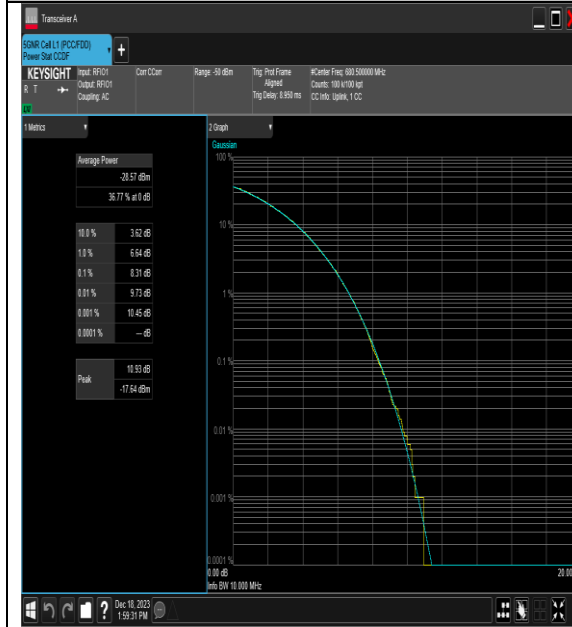 Transceiver A
5GNR Cell L1 (PCC/FDD)
Power Stat CCDF
+
KEYSIGHT
R T
Input: RFIO1
Output: RFIO1
Coupling: AC
Corr CCorr
Range: -50 dBm
Trig: Prot Frame
Aligned
Trig Delay: 8.950 ms
#Center Freq: 680.500000 MHz
Counts: 100 k/100 kpt
CC Info: Uplink, 1 CC
1 Metrics
Average Power
-28.57 dBm
36.77 % at 0 dB
10.0 % 3.62 dB
1.0 % 6.64 dB
0.1 % 8.31 dB
0.01 % 9.73 dB
0.001 % 10.45 dB
0.0001 % --- dB
Peak
10.93 dB
-17.64 dBm
2 Graph
Gaussian
100 %
10 %
1 %
0.1 %
0.01 %
0.001 %
0.0001 %
0.00 dB
20.00
Info BW 10.000 MHz
Dec 18, 2023
1:59:31 PM